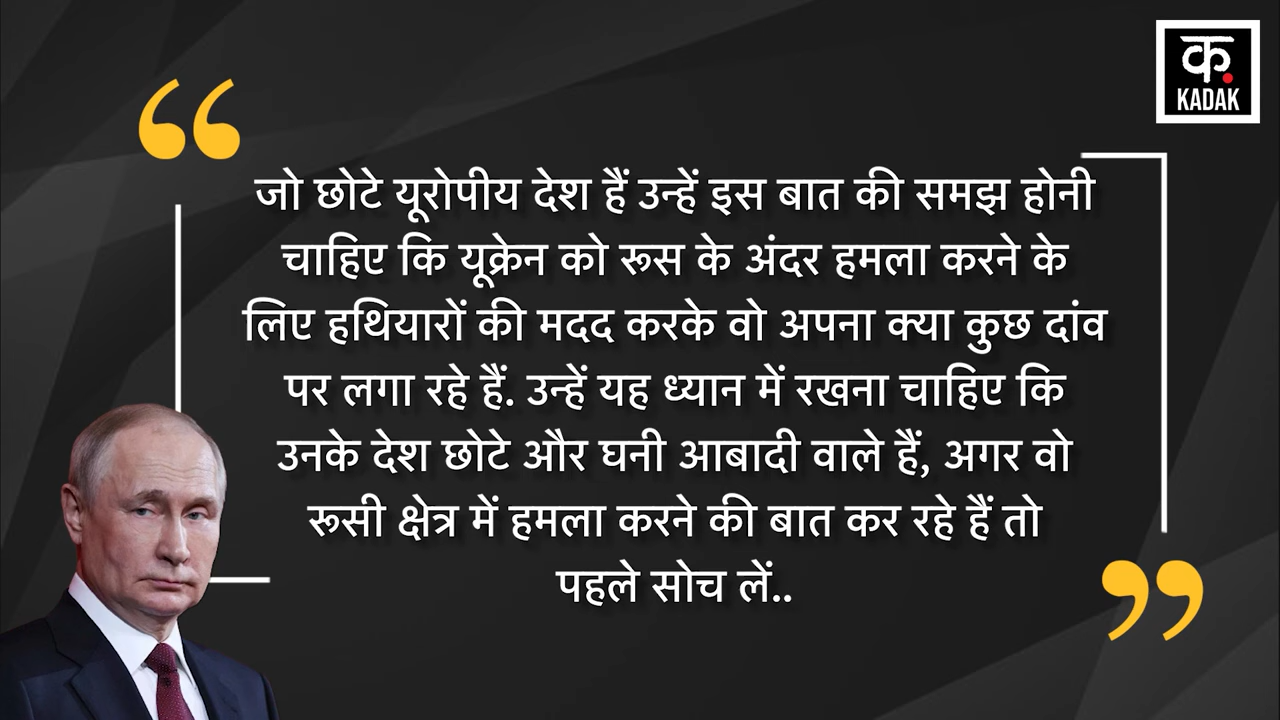 क.
KADAK
“
जो छोटे यूरोपीय देश हैं उन्हें इस बात की समझ होनी
चाहिए कि यूक्रेन को रूस के अंदर हमला करने के
लिए हथियारों की मदद करके वो अपना क्या कुछ दांव
पर लगा रहे हैं. उन्हें यह ध्यान में रखना चाहिए कि
उनके देश छोटे और घनी आबादी वाले हैं, अगर वो
रूसी क्षेत्र में हमला करने की बात कर रहे हैं तो
पहले सोच लें..
”